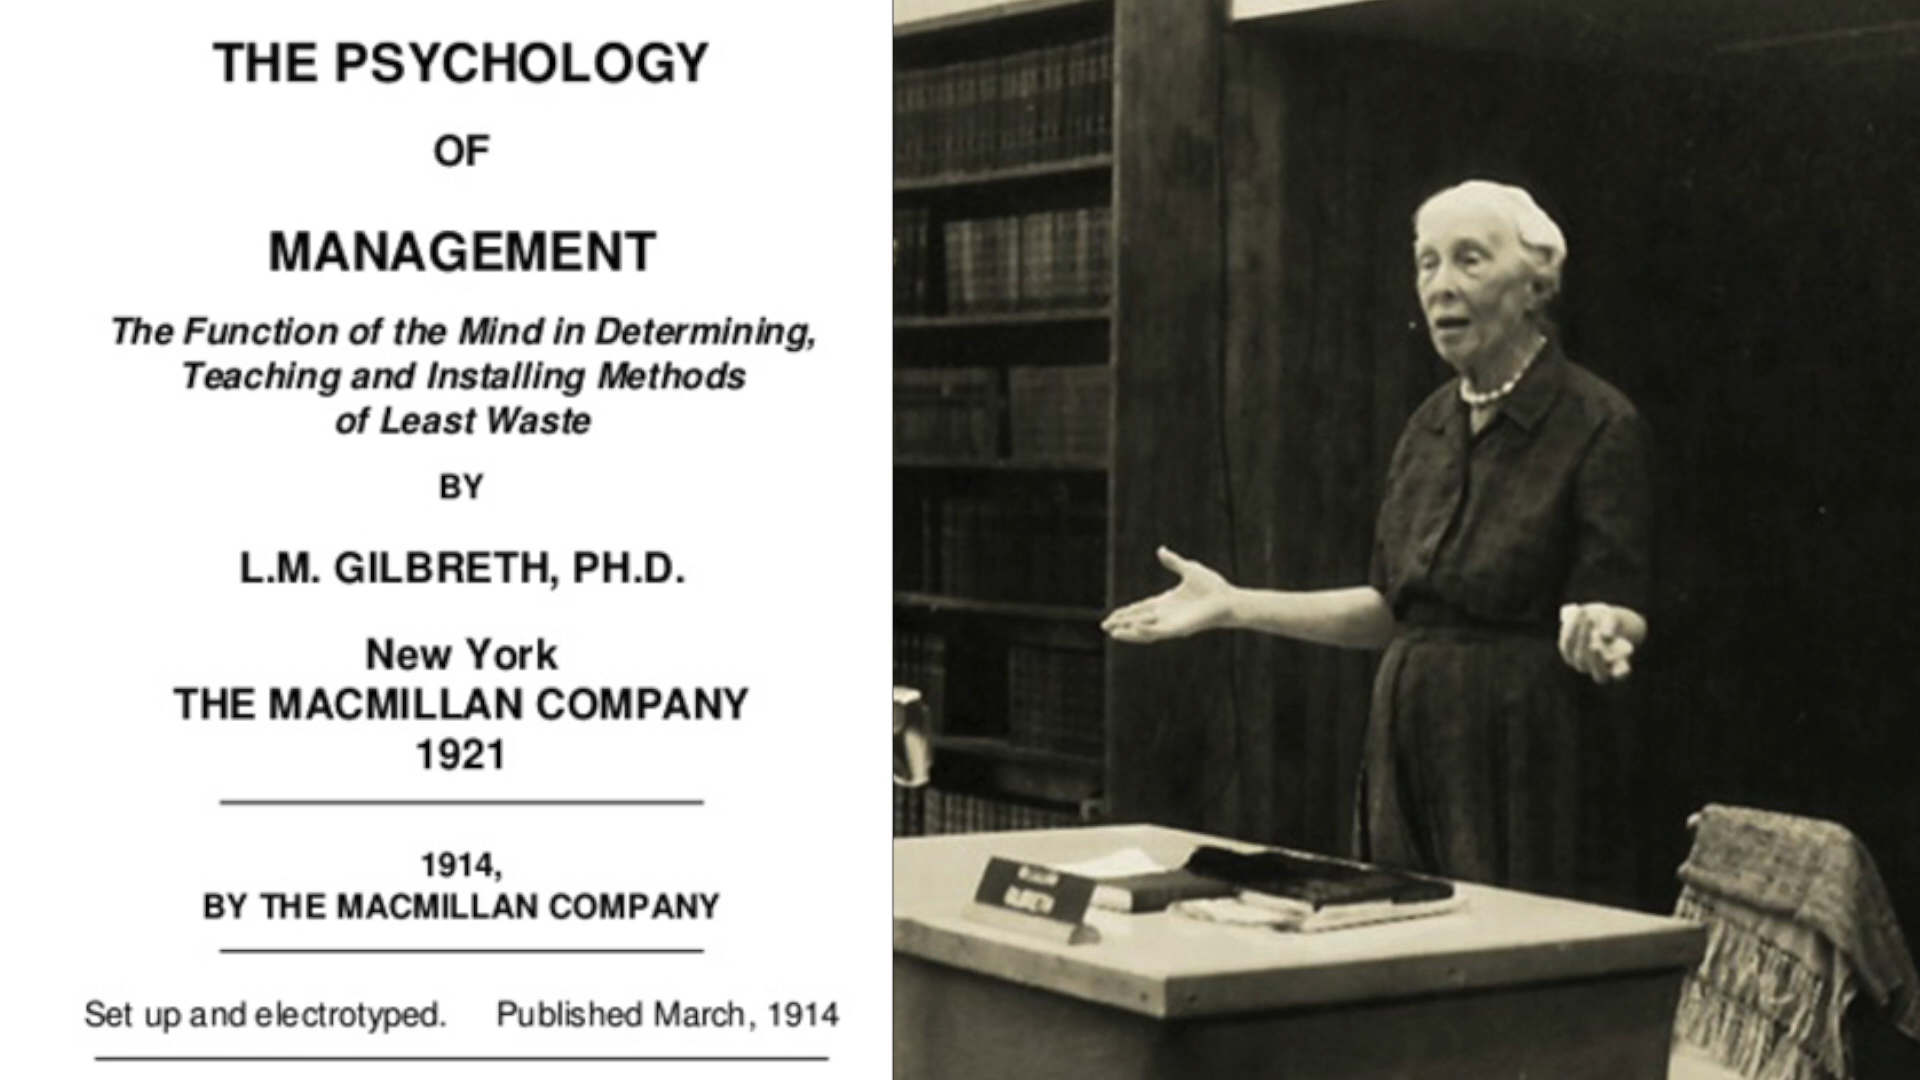 THE PSYCHOLOGY
OF
MANAGEMENT
The Function of the Mind in Determining,
Teaching and Installing Methods
of Least Waste
BY
L.M. GILBRETH, PH.D.
New York
THE MACMILLAN COMPANY
1921
1914,
BY THE MACMILLAN COMPANY
Set up and electrotyped. Published March, 1914
GILBRETH